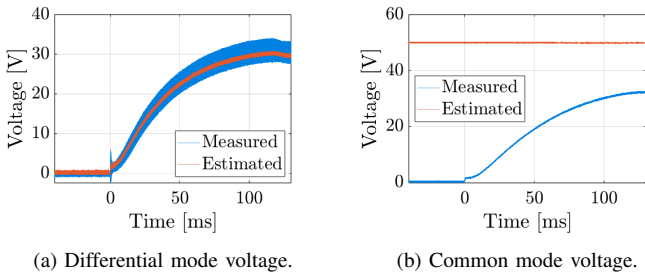 40
30
20
10
0
Voltage [V]
Measured
Estimated
0
50
100
Time [ms]
(a) Differential mode voltage.
60
40
20
0
Voltage [V]
Measured
Estimated
0
50
100
Time [ms]
(b) Common mode voltage.